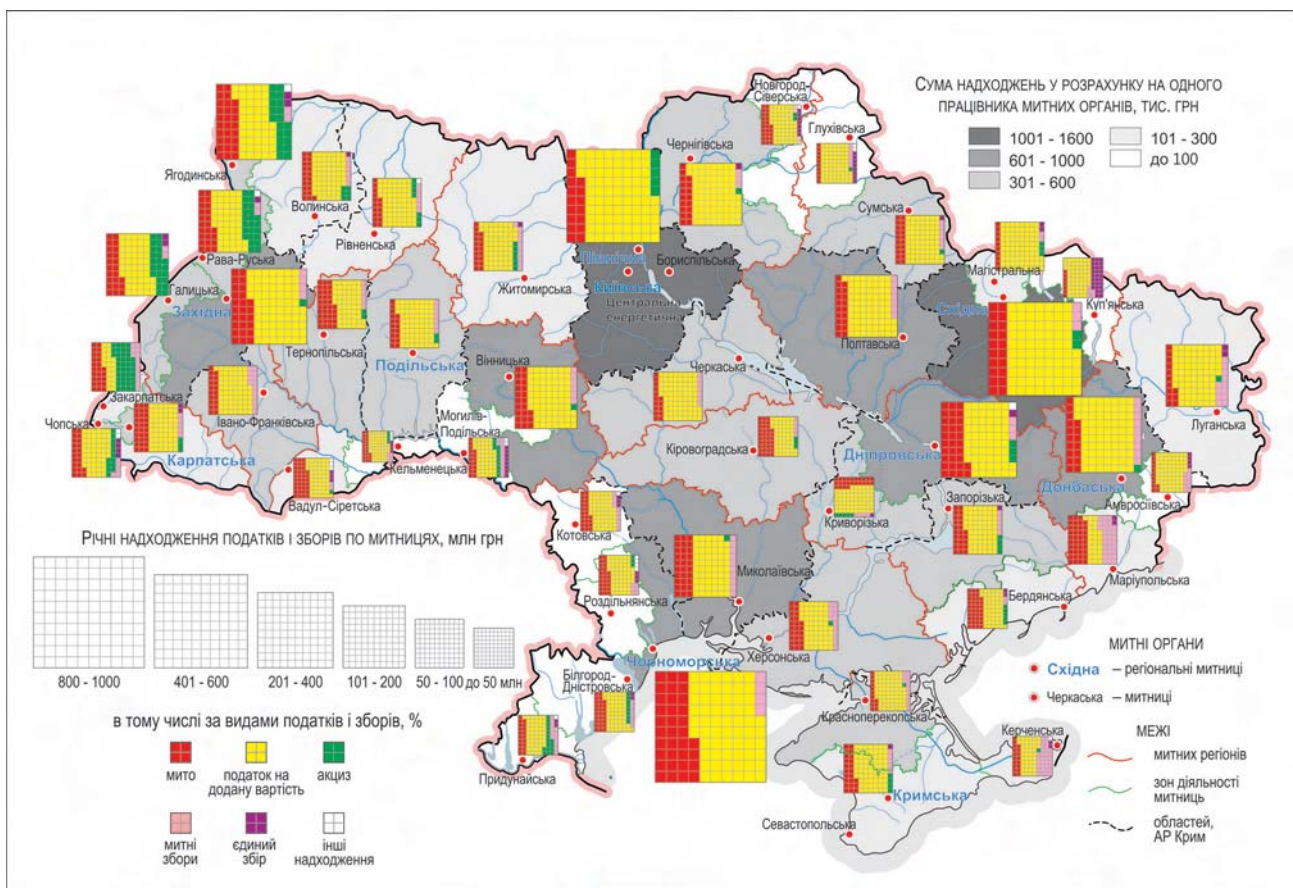 СУМА НАДХОДЖЕНЬ У РОЗРАХУНКУ НА ОДНОГО
ПРАЦІВНИКА МИТНИХ ОРГАНІВ, ТИС. ГРН
1001 - 1600
101 - 300
601 - 1000
до 100
301 - 600
Новгород-
Сіверська
Глухівська
Чернігівська
Ягодинська
Волинська
Рівненська
Сумська
Рава-Руська
Житомирська
Північна
Київська
Бориспільська
Центральна
енергетична
Магістральна
Східна
Куп'янська
Галицька
Західна
Тернопільська
Подільська
Вінницька
Черкаська
Полтавська
Закарпатська
Чопська
Івано-Франківська
Могилів-
Подільська
Кіровоградська
Луганська
Карпатська
Кельменецька
Дніпровська
Донбаська
Вадул-Сіретська
Криворізька
Запорізька
Амвросіївська
Котовська
Миколаївська
Маріупольська
Роздільнянська
Бердянська
Чорноморська
Херсонська
Білгород-
Дністровська
Красноперекопська
Керченська
Придунайська
Кримська
Севастопольська
РІЧНІ НАДХОДЖЕННЯ ПОДАТКІВ І ЗБОРІВ ПО МИТНИЦЯХ, МЛН ГРН
800 - 1000
401 - 600
201 - 400
101 - 200
50 - 100
до 50 млн
в тому числі за видами податків і зборів, %
мито
податок на
додану вартість
акциз
митні
збори
єдиний
збір
інші
надходження
МИТНІ ОРГАНИ
Східна – регіональні митниці
Черкаська – митниці
МЕЖІ
митних регіонів
зон діяльності
митниць
областей,
АР Крим